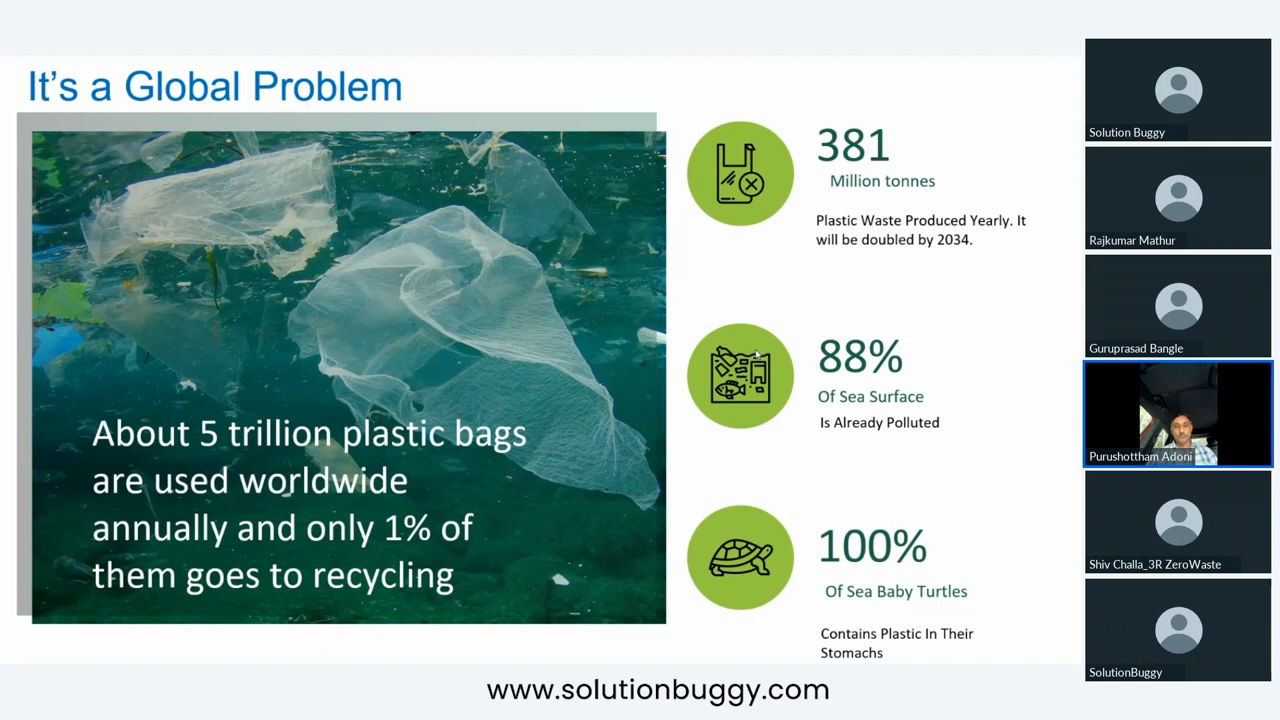 It's a Global Problem
About 5 trillion plastic bags
are used worldwide
annually and only 1% of
them goes to recycling
381
Million tonnes
Plastic Waste Produced Yearly. It
will be doubled by 2034.
88%
Of Sea Surface
Is Already Polluted
100%
Of Sea Baby Turtles
Contains Plastic In Their
Stomachs
Solution Buggy
Rajkumar Mathur
Guruprasad Bangle
Purushottham Adoni
Shiv Challa_3R ZeroWaste
SolutionBuggy
www.solutionbuggy.com